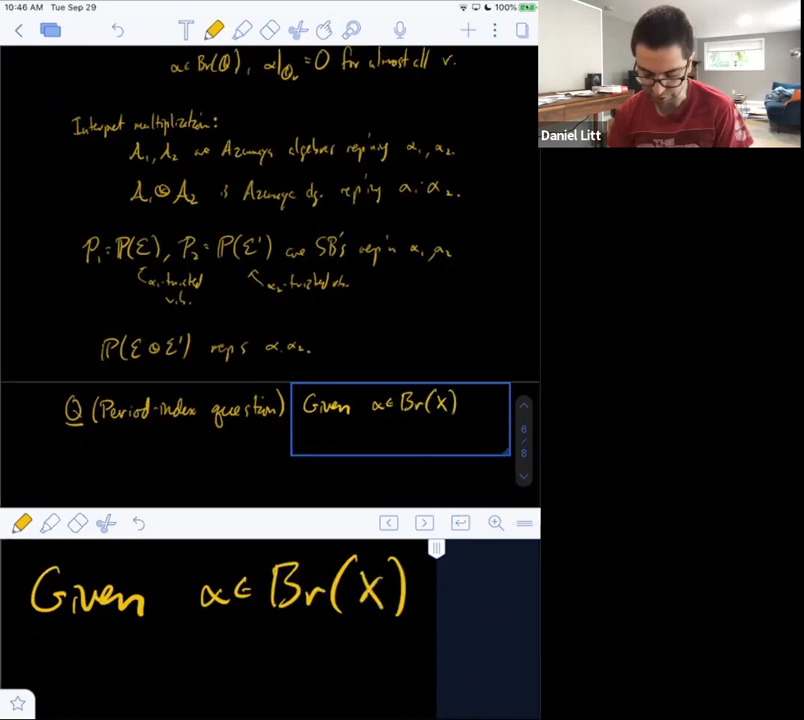 10:46 AM Tue Sep 29
100%
α∈Br(Q), α|Q_v = 0 for almost all v.
Daniel Litt
Interpret multiplication:
A₁, A₂ are Azumaya algebras rep'ing α₁, α₂.
A₁⊗A₂ is Azumaya alg. rep'ing α₁·α₂.
P₁=P(E), P₂=P(E') are SB's rep'n α₁, α₂
α₁-twisted v.b. α₂-twisted v.b.
P(E⊗E') reps α₁·α₂.
Q (Period-index question) Given α∈Br(X)
6
/
8
Given α∈Br(X)